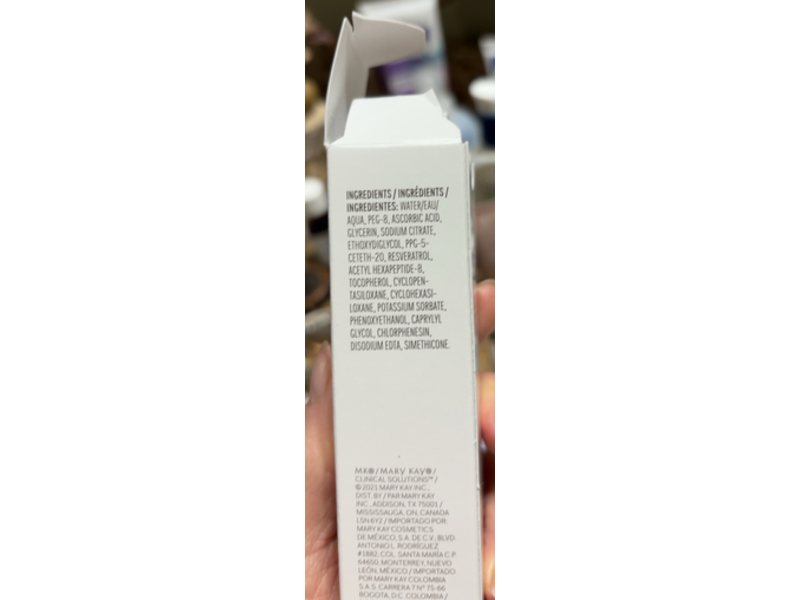 INGREDIENTS / INGRÉDIENTS /
INGREDIENTES: WATER/EAU/
AQUA, PEG-8, ASCORBIC ACID,
GLYCERIN, SODIUM CITRATE,
ETHOXYDIGLYCOL, PPG-5-
CETETH-20, RESVERATROL,
ACETYL HEXAPEPTIDE-8,
TOCOPHEROL, CYCLOPEN-
TASILOXANE, CYCLOHEXASI-
LOXANE, POTASSIUM SORBATE,
PHENOXYETHANOL, CAPRYLYL
GLYCOL, CHLORPHENESIN,
DISODIUM EDTA, SIMETHICONE.
MK®/MARY KAY®/
CLINICAL SOLUTIONS™ /
© 2021 MARY KAY INC.,
DIST. BY / PAR MARY KAY
INC., ADDISON, TX 75001 /
MISSISSAUGA, ON, CANADA
L5N 6Y2 / IMPORTADO POR:
MARY KAY COSMETICS
DE MÉXICO, S.A. DE C.V., BLVD.
ANTONIO L. RODRÍGUEZ
#1882, COL. SANTA MARÍA C.P.
64650, MONTERREY, NUEVO
LEÓN, MÉXICO / IMPORTADO
POR MARY KAY COLOMBIA
S.A.S. CARRERA 7 Nº 75-66
BOGOTA, D.C. COLOMBIA /